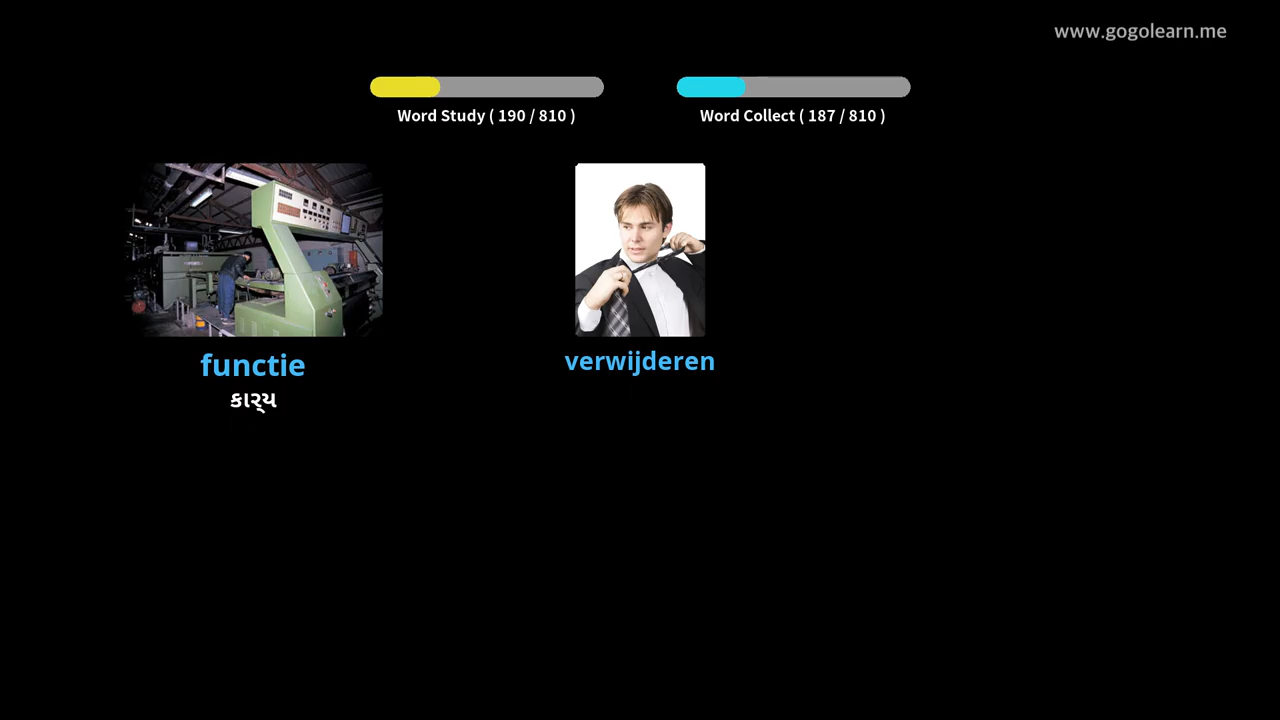 www.gogolearn.me
Word Study ( 190 / 810 )
Word Collect ( 187 / 810 )
functie
કાર્ય
verwijderen